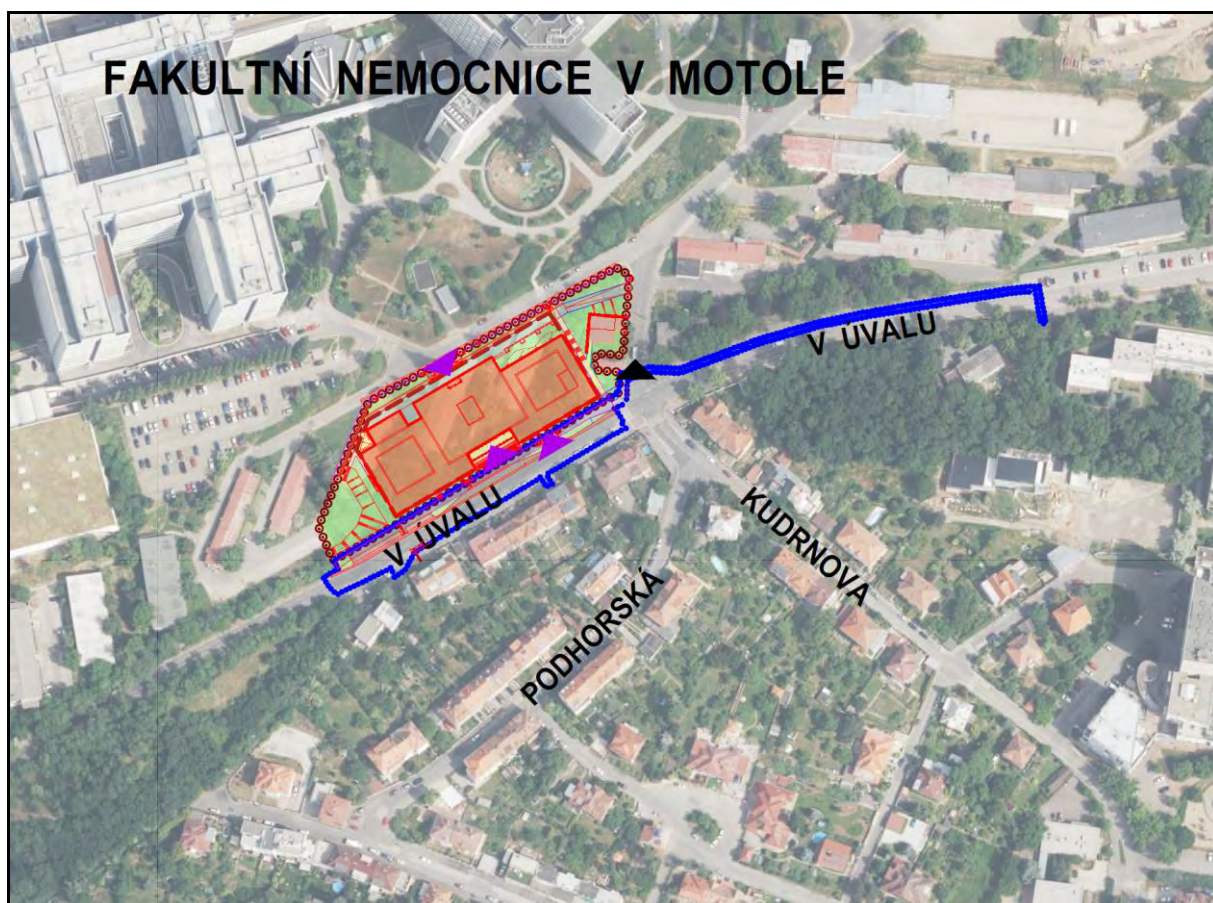 FAKULTNÍ NEMOCNICE V MOTOLE
V ÚVALU
V ÚVALU
KUDRNOVA
PODHORSKÁ